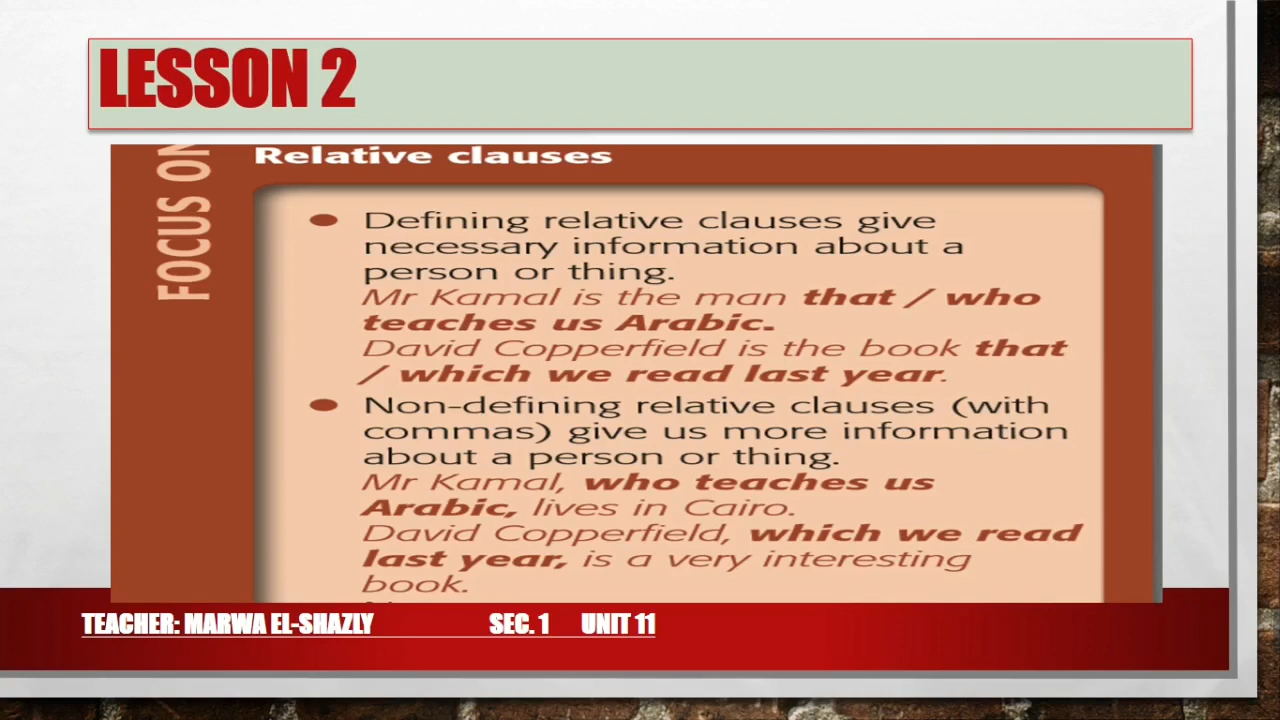 LESSON 2
FOCUS ON
Relative clauses
● Defining relative clauses give
necessary information about a
person or thing.
Mr Kamal is the man that / who
teaches us Arabic.
David Copperfield is the book that
/ which we read last year.
● Non-defining relative clauses (with
commas) give us more information
about a person or thing.
Mr Kamal, who teaches us
Arabic, lives in Cairo.
David Copperfield, which we read
last year, is a very interesting
book.
TEACHER: MARWA EL-SHAZLY SEC. 1 UNIT 11